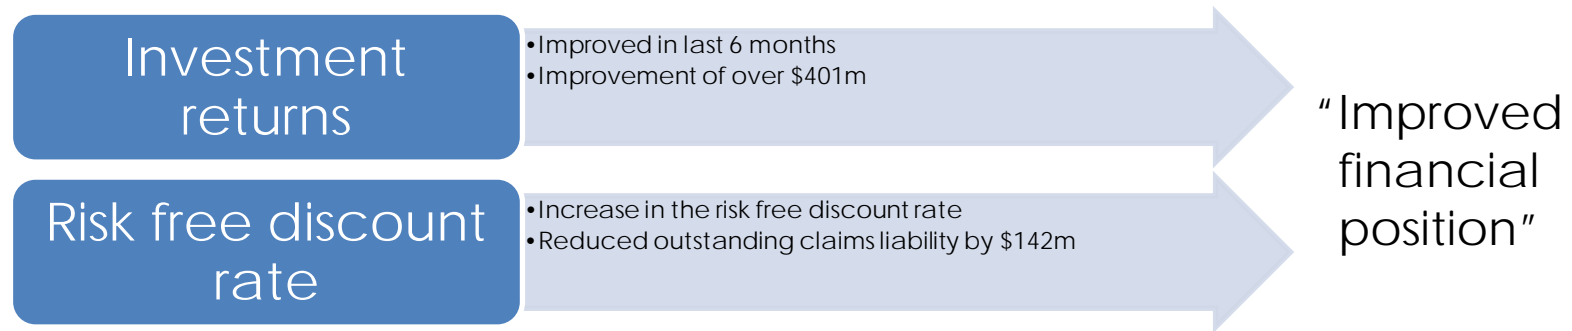 Investment
returns
•Improved in last 6 months
•Improvement of over $401m
Risk free discount
rate
•Increase in the risk free discount rate
•Reduced outstanding claims liability by $142m
“Improved
financial
position”